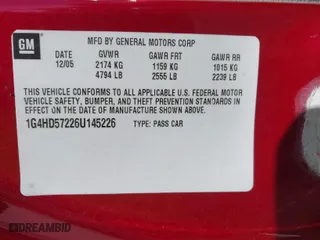 GM
MFD BY GENERAL MOTORS CORP
DATE GVWR GAWR FRT GAWR RR
12/05 2174 KG 1159 KG 1015 KG
4794 LB 2555 LB 2239 LB
THIS VEHICLE CONFORMS TO ALL APPLICABLE U.S. FEDERAL MOTOR
VEHICLE SAFETY, BUMPER, AND THEFT PREVENTION STANDARDS IN
EFFECT ON THE DATE OF MANUFACTURE SHOWN ABOVE.
1G4HD57226U145226 TYPE: PASS CAR
DREAMBID